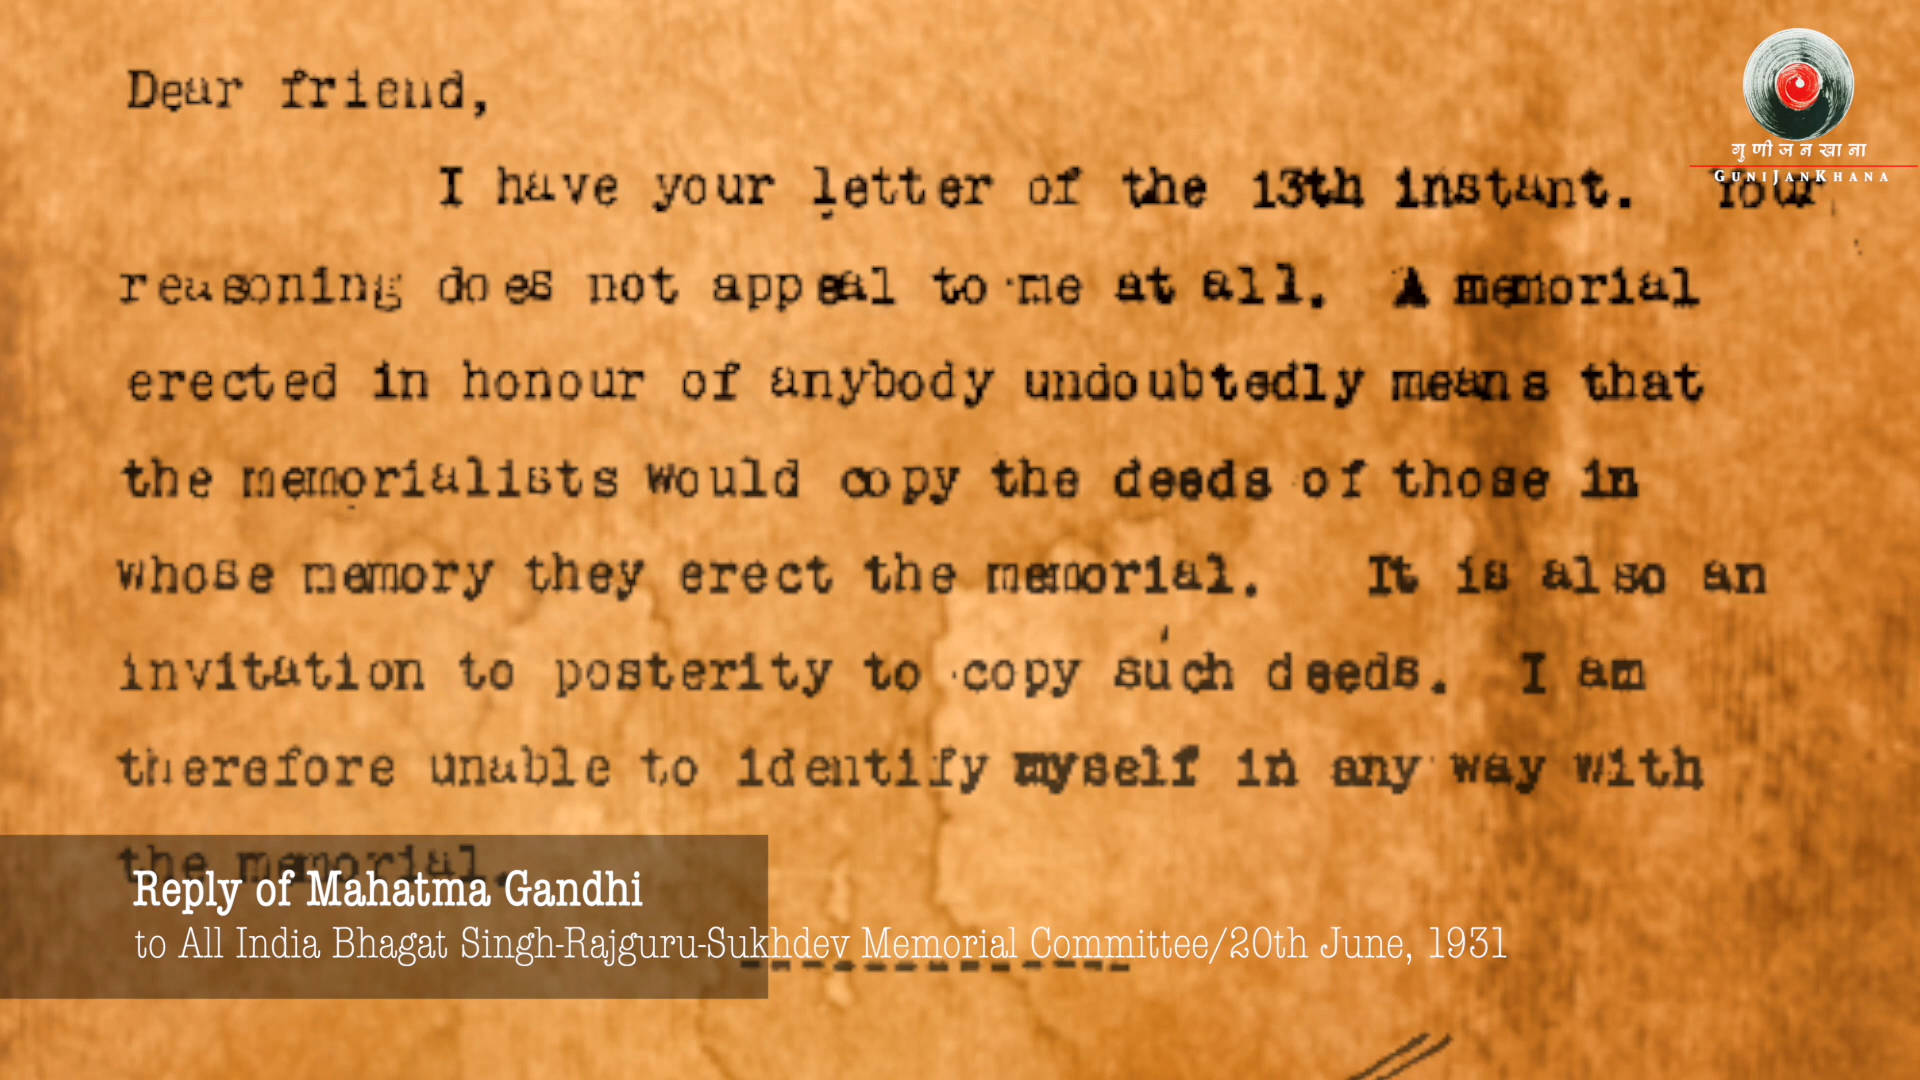 Dear friend,
I have your letter of the 13th instant. Your
reasoning does not appeal to me at all. A memorial
erected in honour of anybody undoubtedly means that
the memorialists would copy the deeds of those in
whose memory they erect the memorial. It is also an
invitation to posterity to copy such deeds. I am
therefore unable to identify myself in any way with
the memorial.
Reply of Mahatma Gandhi
to All India Bhagat Singh-Rajguru-Sukhdev Memorial Committee/20th June, 1931
गुणीजनखाना
GUNIJANKHANA